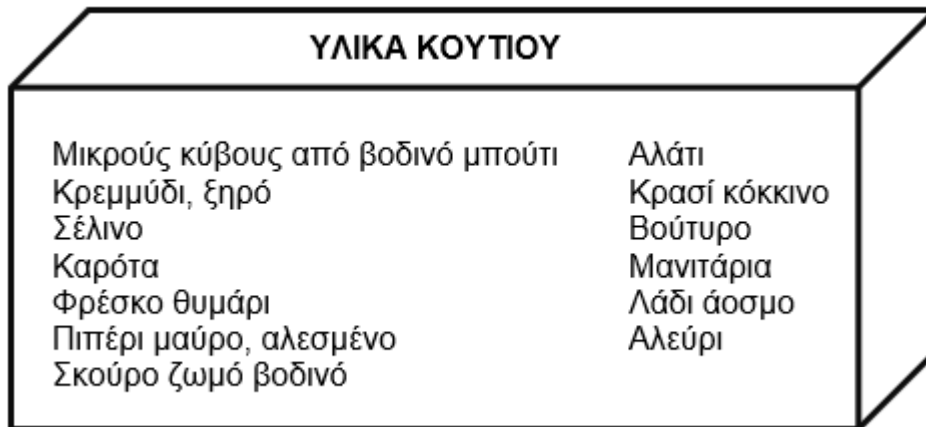 ΥΛΙΚΑ ΚΟΥΤΙΟΥ
Μικρούς κύβους από βοδινό μπούτι
Κρεμμύδι, ξηρό
Σέλινο
Καρότα
Φρέσκο θυμάρι
Πιπέρι μαύρο, αλεσμένο
Σκούρο ζωμό βοδινό
Αλάτι
Κρασί κόκκινο
Βούτυρο
Μανιτάρια
Λάδι άοσμο
Αλεύρι